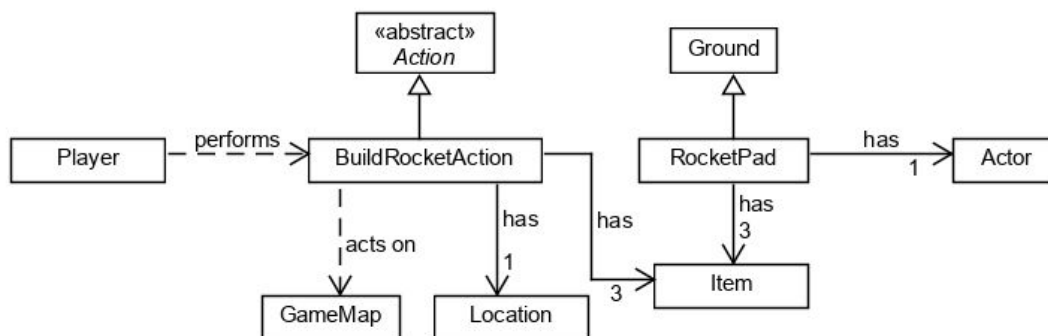 «abstract»
Action
Ground
Player
performs
BuildRocketAction
RocketPad
has
1
Actor
acts on
has
1
has
3
has
3
GameMap
Location
Item